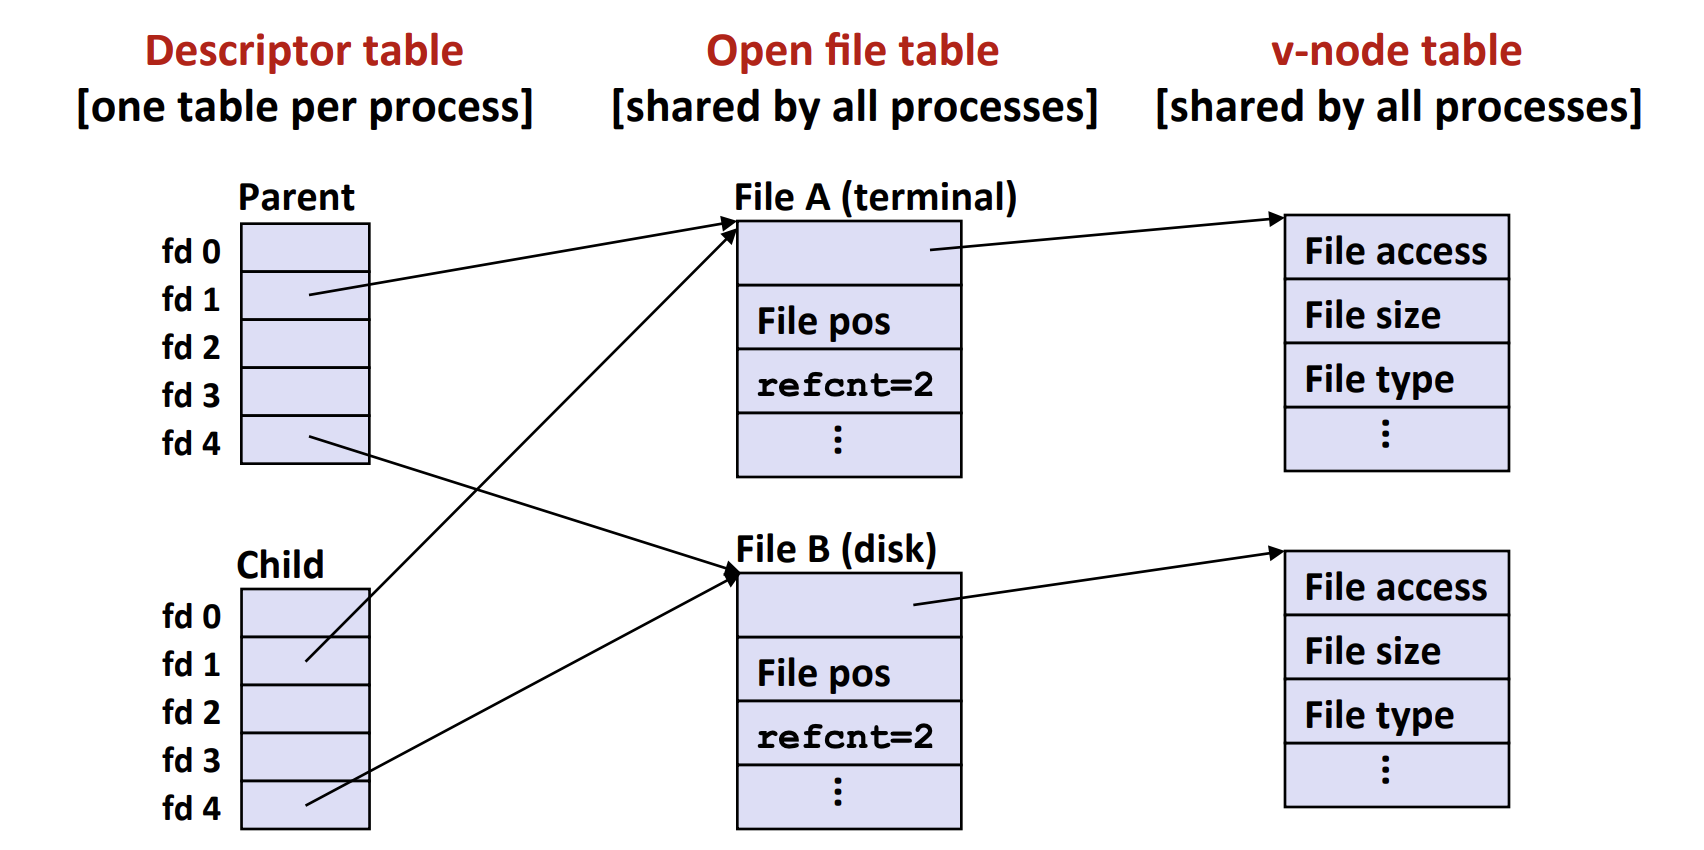 Descriptor table
[one table per process]
Open file table
[shared by all processes]
v-node table
[shared by all processes]
Parent
fd 0
fd 1
fd 2
fd 3
fd 4
Child
fd 0
fd 1
fd 2
fd 3
fd 4
File A (terminal)
File pos
refcnt=2
⋮
File B (disk)
File pos
refcnt=2
⋮
File access
File size
File type
⋮
File access
File size
File type
⋮